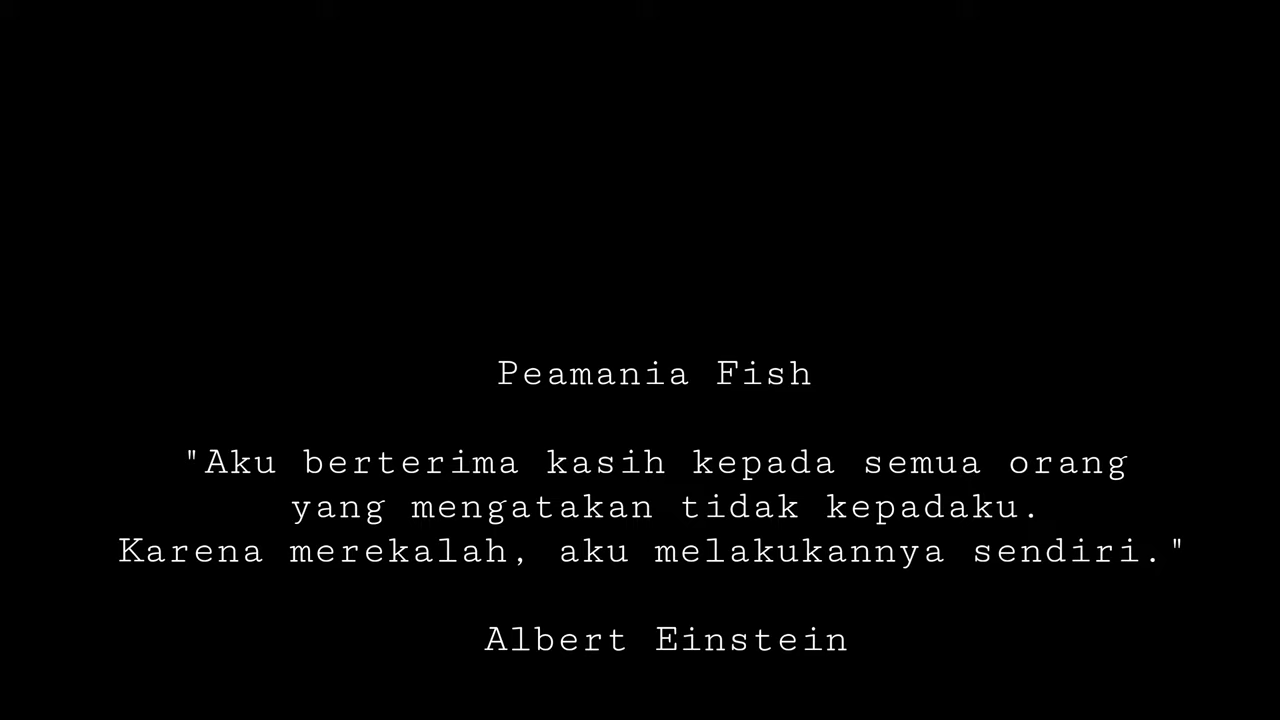 Peamania Fish
"Aku berterima kasih kepada semua orang
yang mengatakan tidak kepadaku.
Karena merekalah, aku melakukannya sendiri."
Albert Einstein